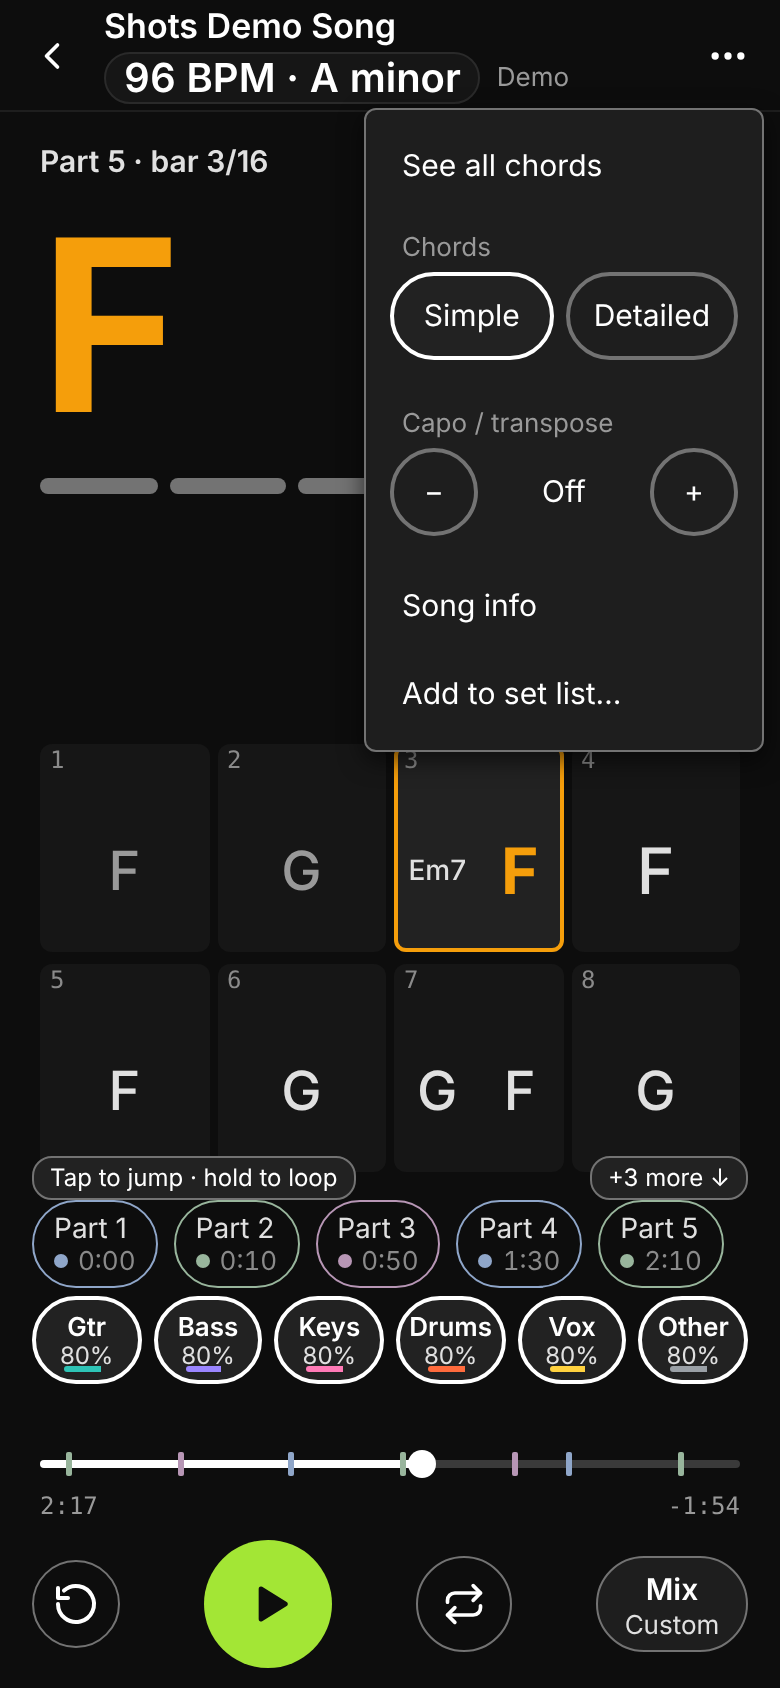 Shots Demo Song
96 BPM · A minor Demo
Part 5 · bar 3/16
F
See all chords
Chords
Simple Detailed
Capo / transpose
− Off +
Song info
Add to set list…
1 2 3 4
F G Em7 F F
5 6 7 8
F G G F G
Tap to jump · hold to loop +3 more ↓
Part 1 Part 2 Part 3 Part 4 Part 5
0:00 0:10 0:50 1:30 2:10
Gtr Bass Keys Drums Vox Other
80% 80% 80% 80% 80% 80%
2:17 -1:54
Mix
Custom